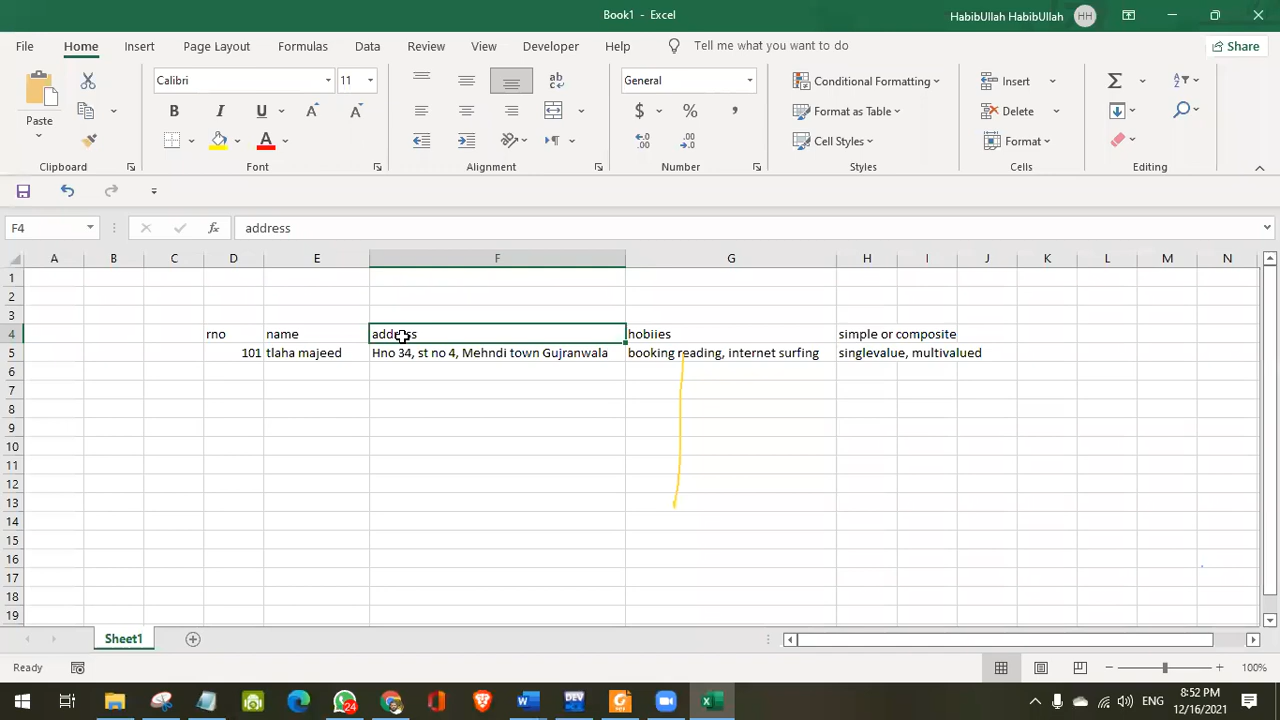 Book1 - Excel
HabibUllah HabibUllah
HH
File Home Insert Page Layout Formulas Data Review View Developer Help Tell me what you want to do Share
Paste
Calibri 11
B I U A A
A
ab
General
$ % ,
Conditional Formatting
Format as Table
Cell Styles
Insert
Delete
Format
Clipboard Font Alignment Number Styles Cells Editing
F4 fx address
A B C D E F G H I J K L M N
1
2
3
4 rno name address hobiies simple or composite
5 101 tlaha majeed Hno 34, st no 4, Mehndi town Gujranwala booking reading, internet surfing singlevalue, multivalued
6
7
8
9
10
11
12
13
14
15
16
17
18
19
Sheet1
Ready 100%
24 DEV ENG 8:52 PM
12/16/2021